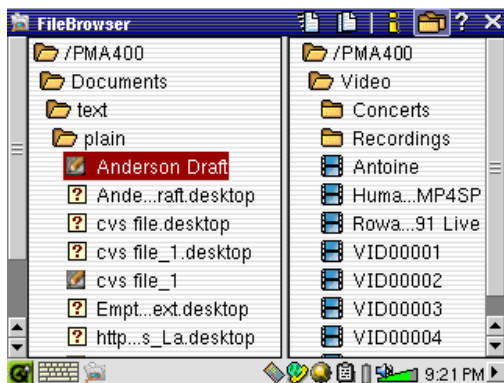 FileBrowser ?
/PMA400
Documents
text
plain
Anderson Draft
Ande...raft.desktop
cvs file.desktop
cvs file_1.desktop
cvs file_1
Empt...ext.desktop
http...s_La.desktop
/PMA400
Video
Concerts
Recordings
Antoine
Huma...MP4SP
Rowa...91 Live
VID00001
VID00002
VID00003
VID00004
9:21 PM